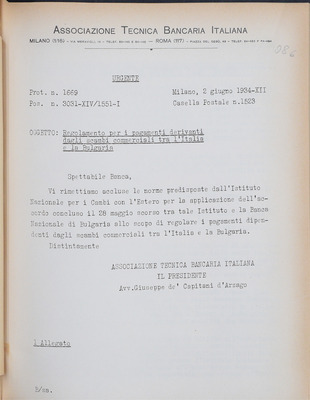 ASSOCIAZIONE TECNICA BANCARIA ITALIANA
URGENTE
Prot. n. 1669
Milano, 2 giugno 1934-XII
Pos. n. 3031-XIV/1551-I
Casella Postale n.1523
OGGETTO: Regolamento per i pagamenti derivanti
dagli scambi commerciali tra l'Italia
e la Bulgaria
Spettabile Banca,
Vi rimettiamo accluse le norme predisposte dall'Istituto
Nazionale per i Cambi con l'Estero per la applicazione dell'ac-
cordo concluso il 28 maggio scorso tra tale Istituto e la Banca
Nazionale di Bulgaria allo scopo di regolare i pagamenti dipen-
denti dagli scambi commerciali tra l'Italia e la Bulgaria.
Distintamente
ASSOCIAZIONE TECNICA BANCARIA ITALIANA
IL PRESIDENTE
Avv.Giuseppe de' Capitani d'Arzago
1 Allegato